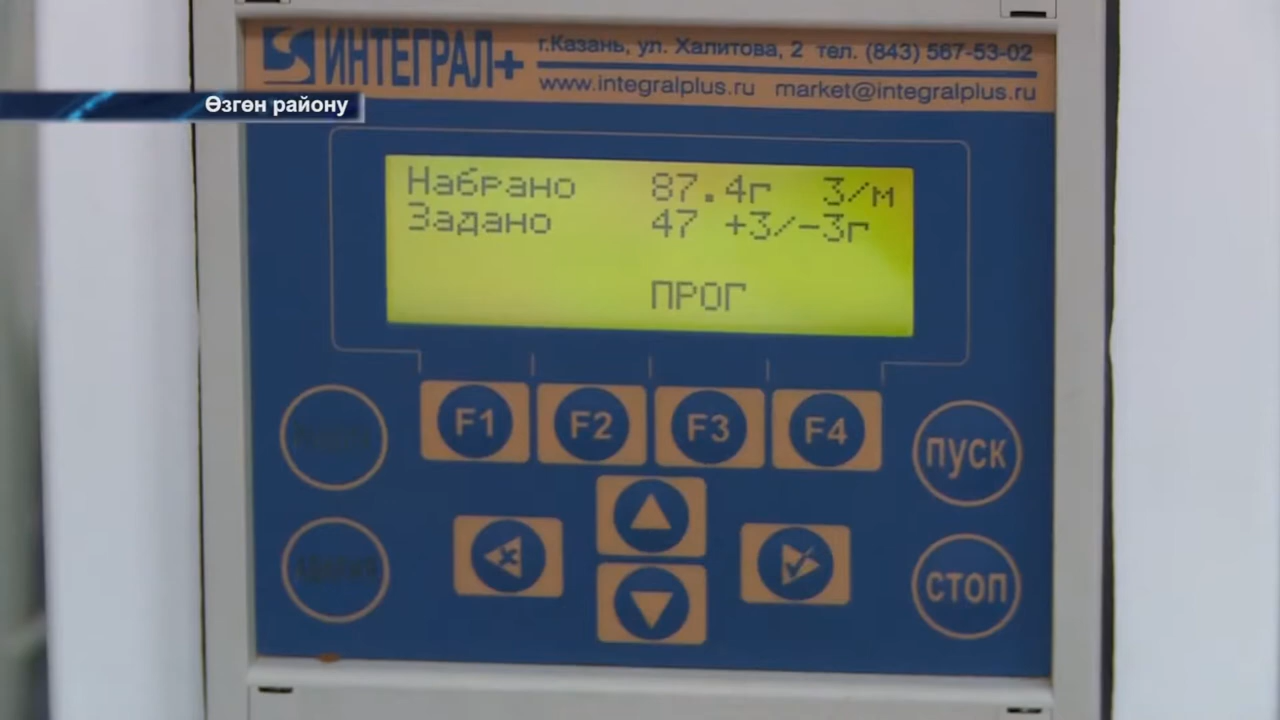 ИНТЕГРАЛ+
г.Казань, ул. Халитова, 2 тел. (843) 567-53-02
www.integralplus.ru market@integralplus.ru
Өзгөн району
Набрано 87.4г 3/м
Задано 47 +3/-3г
ПРОГ
F1 F2 F3 F4
ПУСК
СТОП